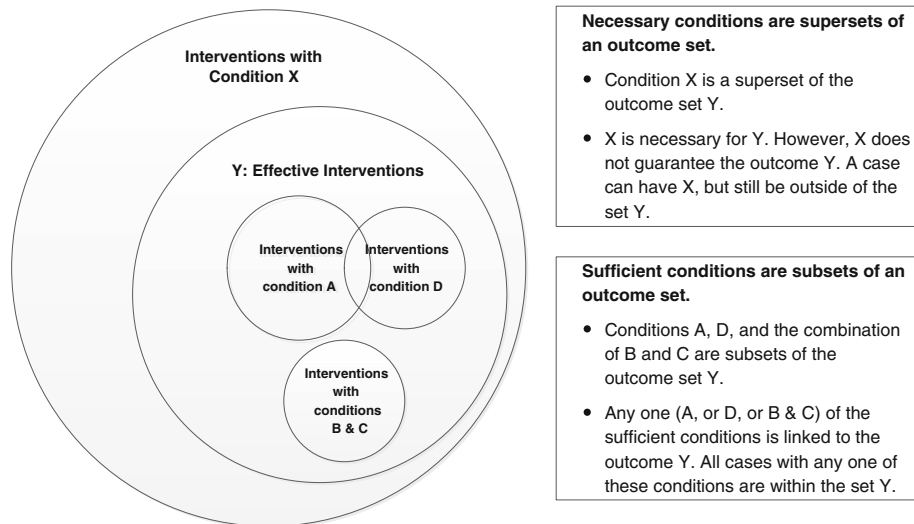 Interventions with
Condition X
Y: Effective Interventions
Interventions
with
condition A
Interventions
with
condition D
Interventions
with
conditions
B & C
Necessary conditions are supersets of
an outcome set.
• Condition X is a superset of the
outcome set Y.
• X is necessary for Y. However, X does
not guarantee the outcome Y. A case
can have X, but still be outside of the
set Y.
Sufficient conditions are subsets of an
outcome set.
• Conditions A, D, and the combination
of B and C are subsets of the
outcome set Y.
• Any one (A, or D, or B & C) of the
sufficient conditions is linked to the
outcome Y. All cases with any one of
these conditions are within the set Y.